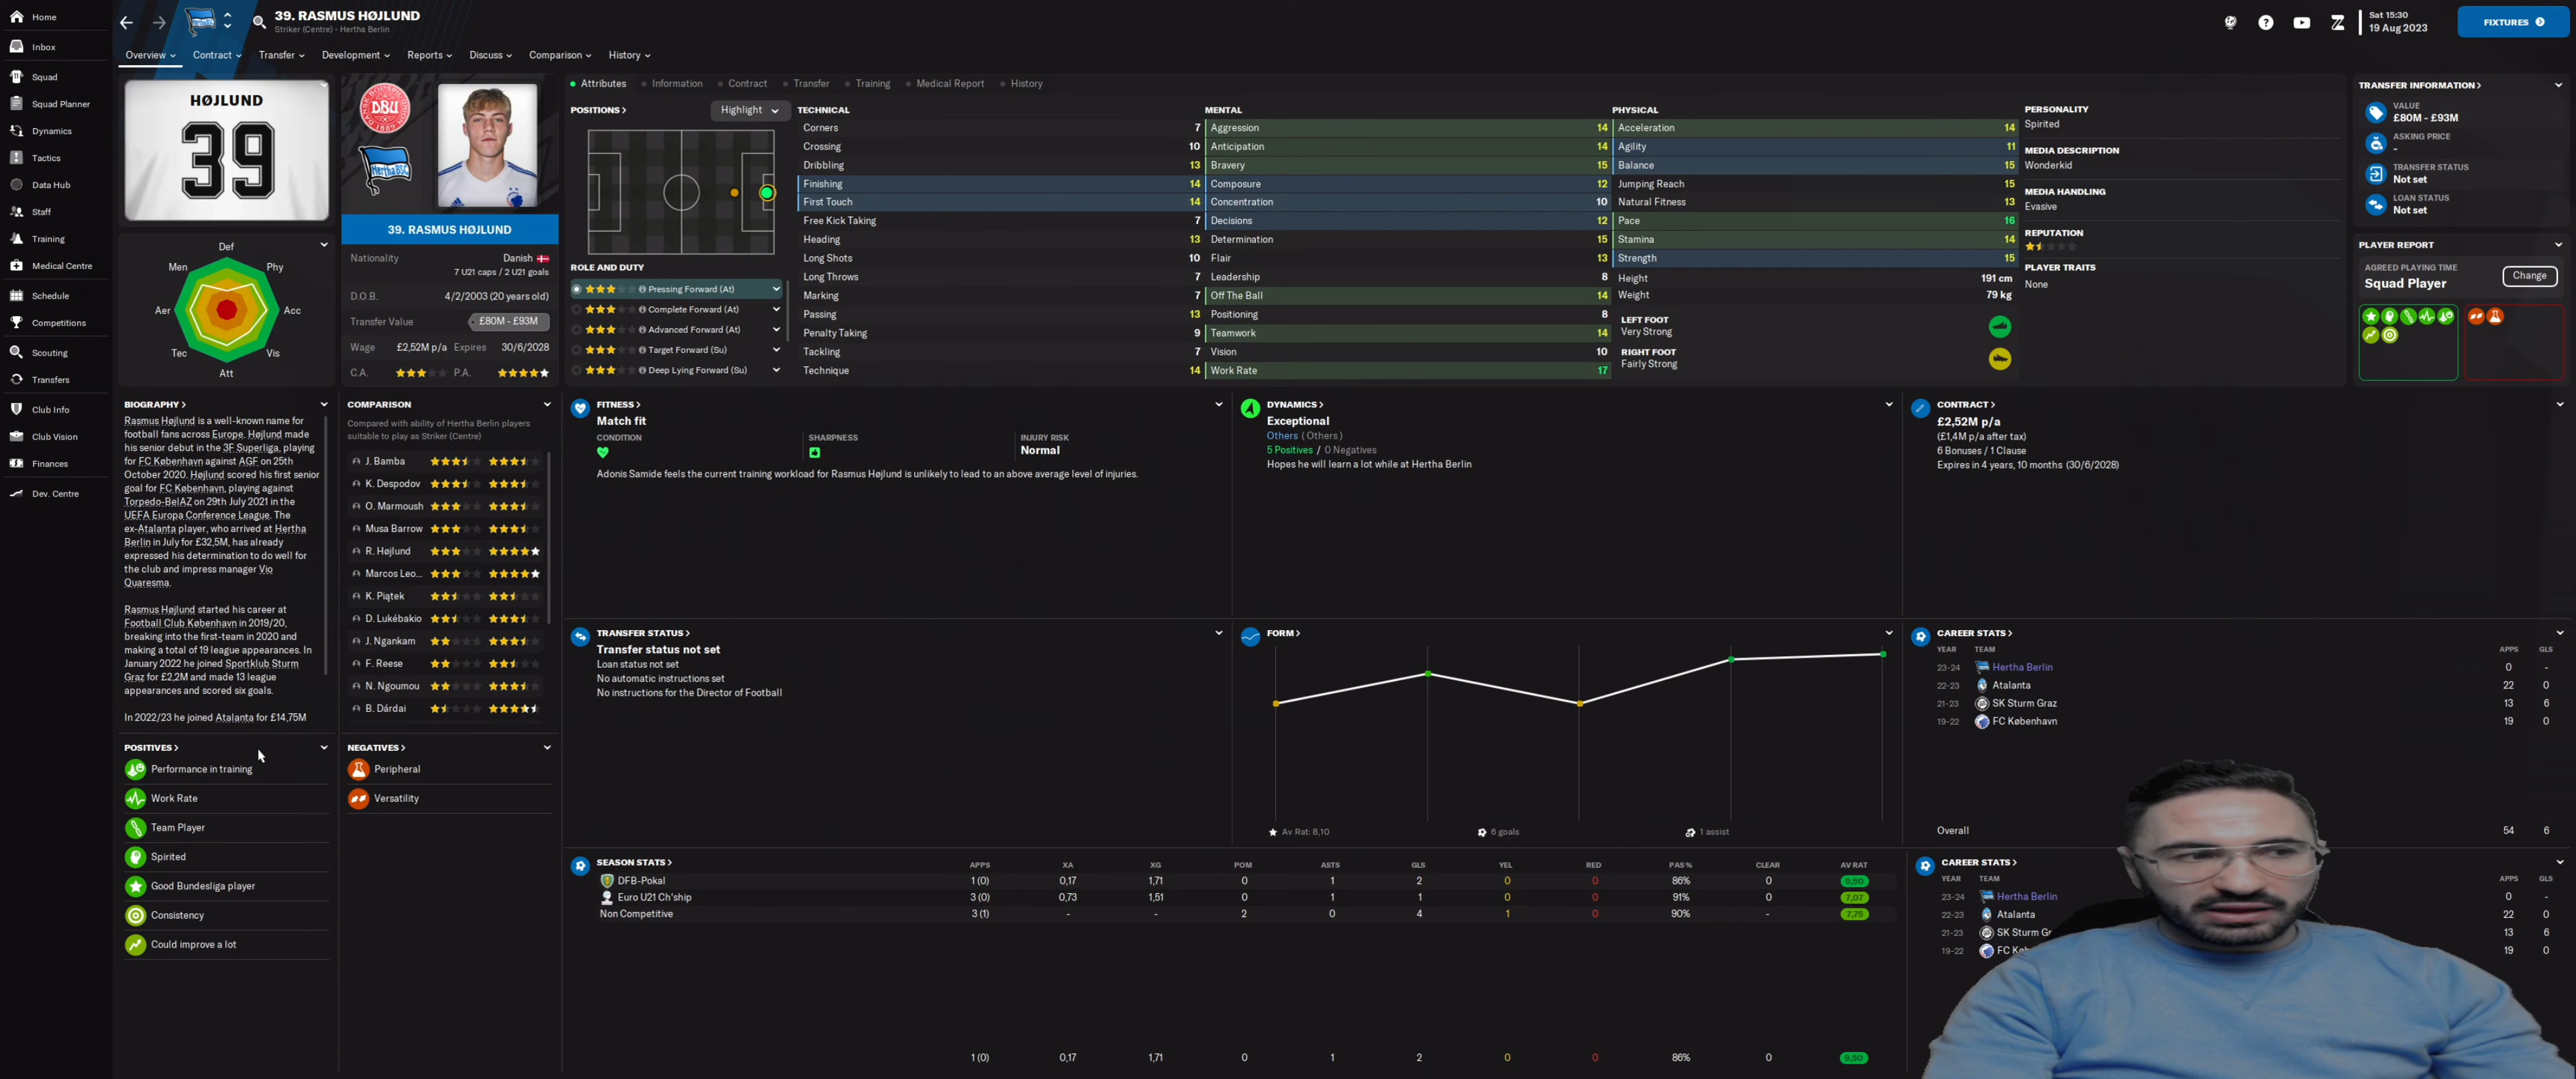 Home
Inbox
Squad
Squad Planner
Dynamics
Tactics
Data Hub
Staff
Training
Medical Centre
Schedule
Competitions
Scouting
Transfers
Club Info
Club Vision
Finances
Dev. Centre
39. RASMUS HØJLUND
Striker (Centre) - Hertha Berlin
Sat 15:30
19 Aug 2023
FIXTURES
Overview Contract Transfer Development Reports Discuss Comparison History
HØJLUND
39
Def
Phy
Acc
Vis
Att
Tec
Aer
Men
DBU
Hertha BSC
39. RASMUS HØJLUND
Nationality Danish
7 U21 caps / 2 U21 goals
D.O.B. 4/2/2003 (20 years old)
Transfer Value £80M - £93M
Wage £2,52M p/a Expires 30/6/2028
C.A. P.A.
Attributes Information Contract Transfer Training Medical Report History
POSITIONS >
Highlight
ROLE AND DUTY
Pressing Forward (At)
Complete Forward (At)
Advanced Forward (At)
Target Forward (Su)
Deep Lying Forward (Su)
TECHNICAL
Corners 7
Crossing 10
Dribbling 13
Finishing 14
First Touch 14
Free Kick Taking 7
Heading 13
Long Shots 10
Long Throws 7
Marking 7
Passing 13
Penalty Taking 9
Tackling 7
Technique 14
MENTAL
Aggression 14
Anticipation 14
Bravery 15
Composure 12
Concentration 10
Decisions 12
Determination 15
Flair 13
Leadership 8
Off The Ball 14
Positioning 8
Teamwork 14
Vision 10
Work Rate 17
PHYSICAL
Acceleration 14
Agility 11
Balance 15
Jumping Reach 15
Natural Fitness 13
Pace 16
Stamina 14
Strength 15
Height 191 cm
Weight 79 kg
LEFT FOOT
Very Strong
RIGHT FOOT
Fairly Strong
PERSONALITY
Spirited
MEDIA DESCRIPTION
Wonderkid
MEDIA HANDLING
Evasive
REPUTATION
PLAYER TRAITS
None
TRANSFER INFORMATION >
VALUE
£80M - £93M
ASKING PRICE
-
TRANSFER STATUS
Not set
LOAN STATUS
Not set
PLAYER REPORT
AGREED PLAYING TIME
Squad Player
Change
BIOGRAPHY >
Rasmus Højlund is a well-known name for
football fans across Europe. Højlund made
his senior debut in the 3F Superliga, playing
for FC København against AGF on 25th
October 2020. Højlund scored his first senior
goal for FC København, playing against
Torpedo-BelAZ on 29th July 2021 in the
UEFA Europa Conference League. The
ex-Atalanta player, who arrived at Hertha
Berlin in July for £32,5M, has already
expressed his determination to do well for
the club and impress manager Vio
Quaresma.
Rasmus Højlund started his career at
Football Club København in 2019/20,
breaking into the first-team in 2020 and
making a total of 19 league appearances. In
January 2022 he joined Sportklub Sturm
Graz for £2,2M and made 13 league
appearances and scored six goals.
In 2022/23 he joined Atalanta for £14,75M
COMPARISON
Compared with ability of Hertha Berlin players
suitable to play as Striker (Centre)
J. Bamba
K. Despodov
O. Marmoush
Musa Barrow
R. Højlund
Marcos Leo...
K. Piątek
D. Lukébakio
J. Ngankam
F. Reese
N. Ngoumou
B. Dárdai
POSITIVES >
Performance in training
Work Rate
Team Player
Spirited
Good Bundesliga player
Consistency
Could improve a lot
NEGATIVES >
Peripheral
Versatility
FITNESS >
Match fit
CONDITION SHARPNESS INJURY RISK
Normal
Adonis Samide feels the current training workload for Rasmus Højlund is unlikely to lead to an above average level of injuries.
DYNAMICS >
Exceptional
Others (Others)
5 Positives / 0 Negatives
Hopes he will learn a lot while at Hertha Berlin
CONTRACT >
£2,52M p/a
(£1,4M p/a after tax)
6 Bonuses / 1 Clause
Expires in 4 years, 10 months (30/6/2028)
TRANSFER STATUS >
Transfer status not set
Loan status not set
No automatic instructions set
No instructions for the Director of Football
FORM >
Av Rat: 8,10 6 goals 1 assist
CAREER STATS >
YEAR TEAM APPS GLS
23-24 Hertha Berlin 0 -
22-23 Atalanta 22 0
21-23 SK Sturm Graz 13 6
19-22 FC København 19 0
Overall 54 6
SEASON STATS >
APPS XA XG POM ASTS GLS YEL RED PAS% CLEAR AV RAT
DFB-Pokal 1 (0) 0,17 1,71 0 1 2 0 0 86% 0 9,50
Euro U21 Ch'ship 3 (0) 0,73 1,51 0 1 1 0 0 91% 0 7,07
Non Competitive 3 (1) - - 2 0 4 1 0 90% - 7,75
1 (0) 0,17 1,71 0 1 2 0 0 86% 0 9,50
CAREER STATS >
YEAR TEAM APPS GLS
23-24 Hertha Berlin 0 -
22-23 Atalanta 22 0
21-23 SK Sturm Gr 13 6
19-22 FC Køb 19 0